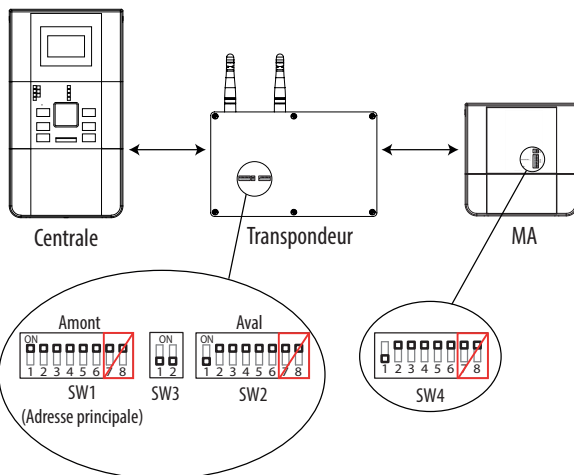 Centrale
Transpondeur
MA
Amont
ON
1 2 3 4 5 6 7 8
SW1
(Adresse principale)
ON
1 2
SW3
Aval
ON
1 2 3 4 5 6 7 8
SW2
1 2 3 4 5 6 7 8
SW4